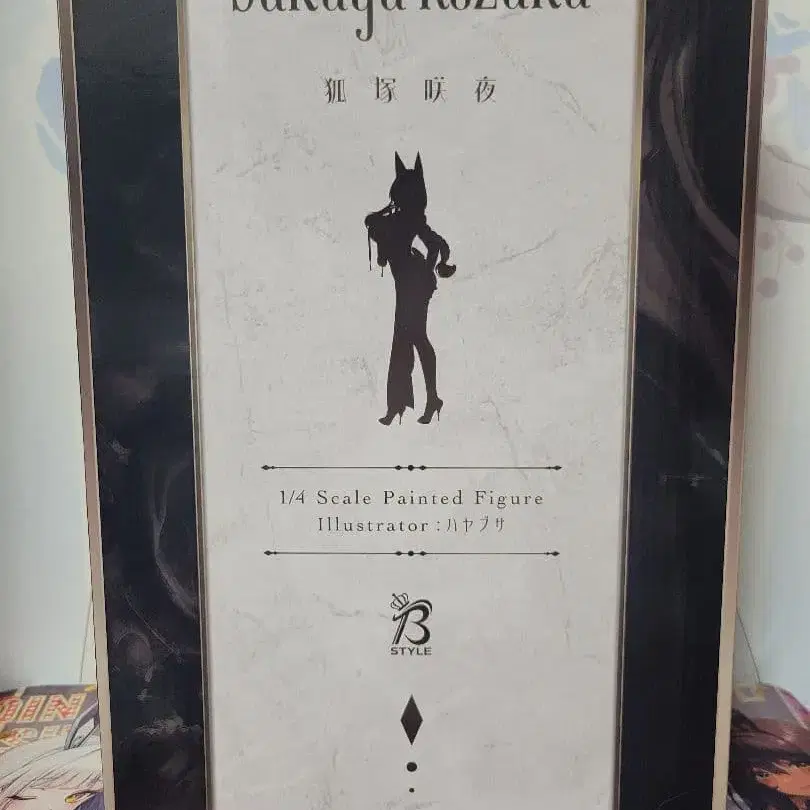 狐塚咲夜
1/4 Scale Painted Figure
Illustrator : ハヤブサ
B
STYLE